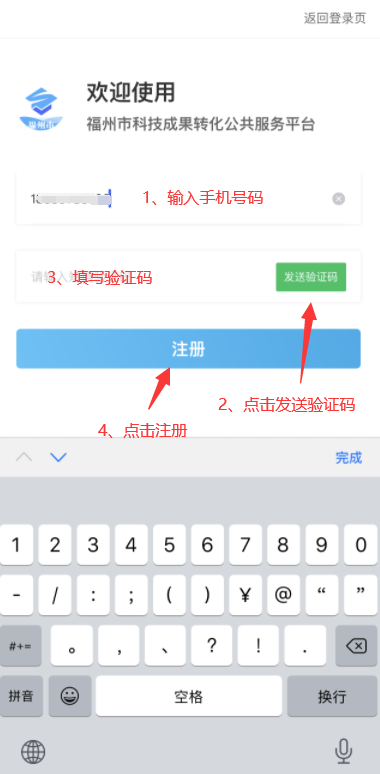 返回登录页
欢迎使用
福州市
福州市科技成果转化公共服务平台
1、输入手机号码
3、填写验证码
发送验证码
注册
2、点击发送验证码
4、点击注册
完成
1 2 3 4 5 6 7 8 9 0
- / : ; ( ) ¥ @ “ ”
#+= 。 , 、 ? ! .
拼音 空格 换行